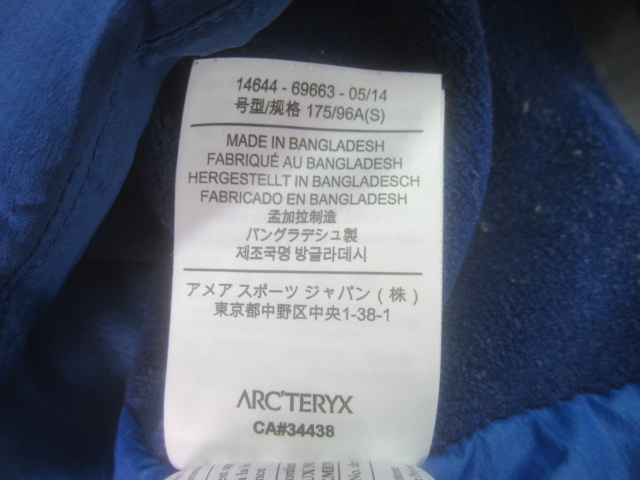 14644 - 69663 - 05/14
号型/规格 175/96A(S)
MADE IN BANGLADESH
FABRIQUÉ AU BANGLADESH
HERGESTELLT IN BANGLADESCH
FABRICADO EN BANGLADESH
孟加拉制造
バングラデシュ製
제조국명 방글라데시
アメア スポーツ ジャパン ( 株 )
東京都中野区中央1-38-1
ARC'TERYX
CA#34438